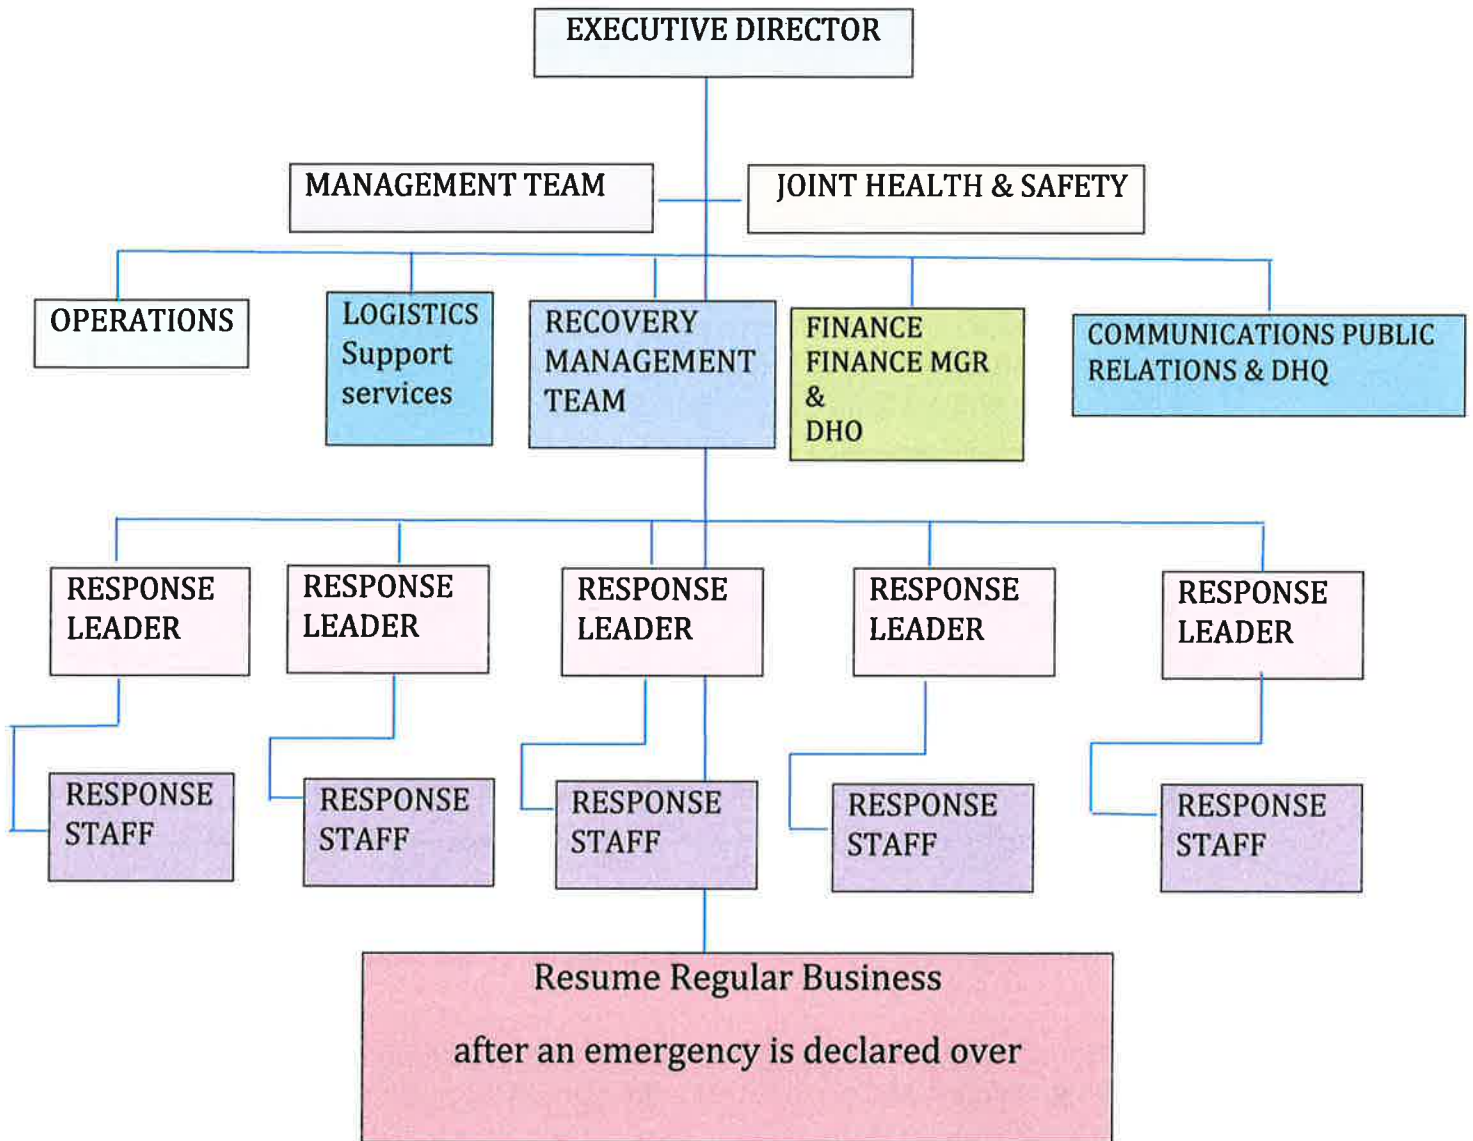 EXECUTIVE DIRECTOR
MANAGEMENT TEAM
JOINT HEALTH & SAFETY
OPERATIONS
LOGISTICS
Support
services
RECOVERY
MANAGEMENT
TEAM
FINANCE
FINANCE MGR
&
DHO
COMMUNICATIONS PUBLIC
RELATIONS & DHQ
RESPONSE
LEADER
RESPONSE
LEADER
RESPONSE
LEADER
RESPONSE
LEADER
RESPONSE
LEADER
RESPONSE
STAFF
RESPONSE
STAFF
RESPONSE
STAFF
RESPONSE
STAFF
RESPONSE
STAFF
Resume Regular Business
after an emergency is declared over